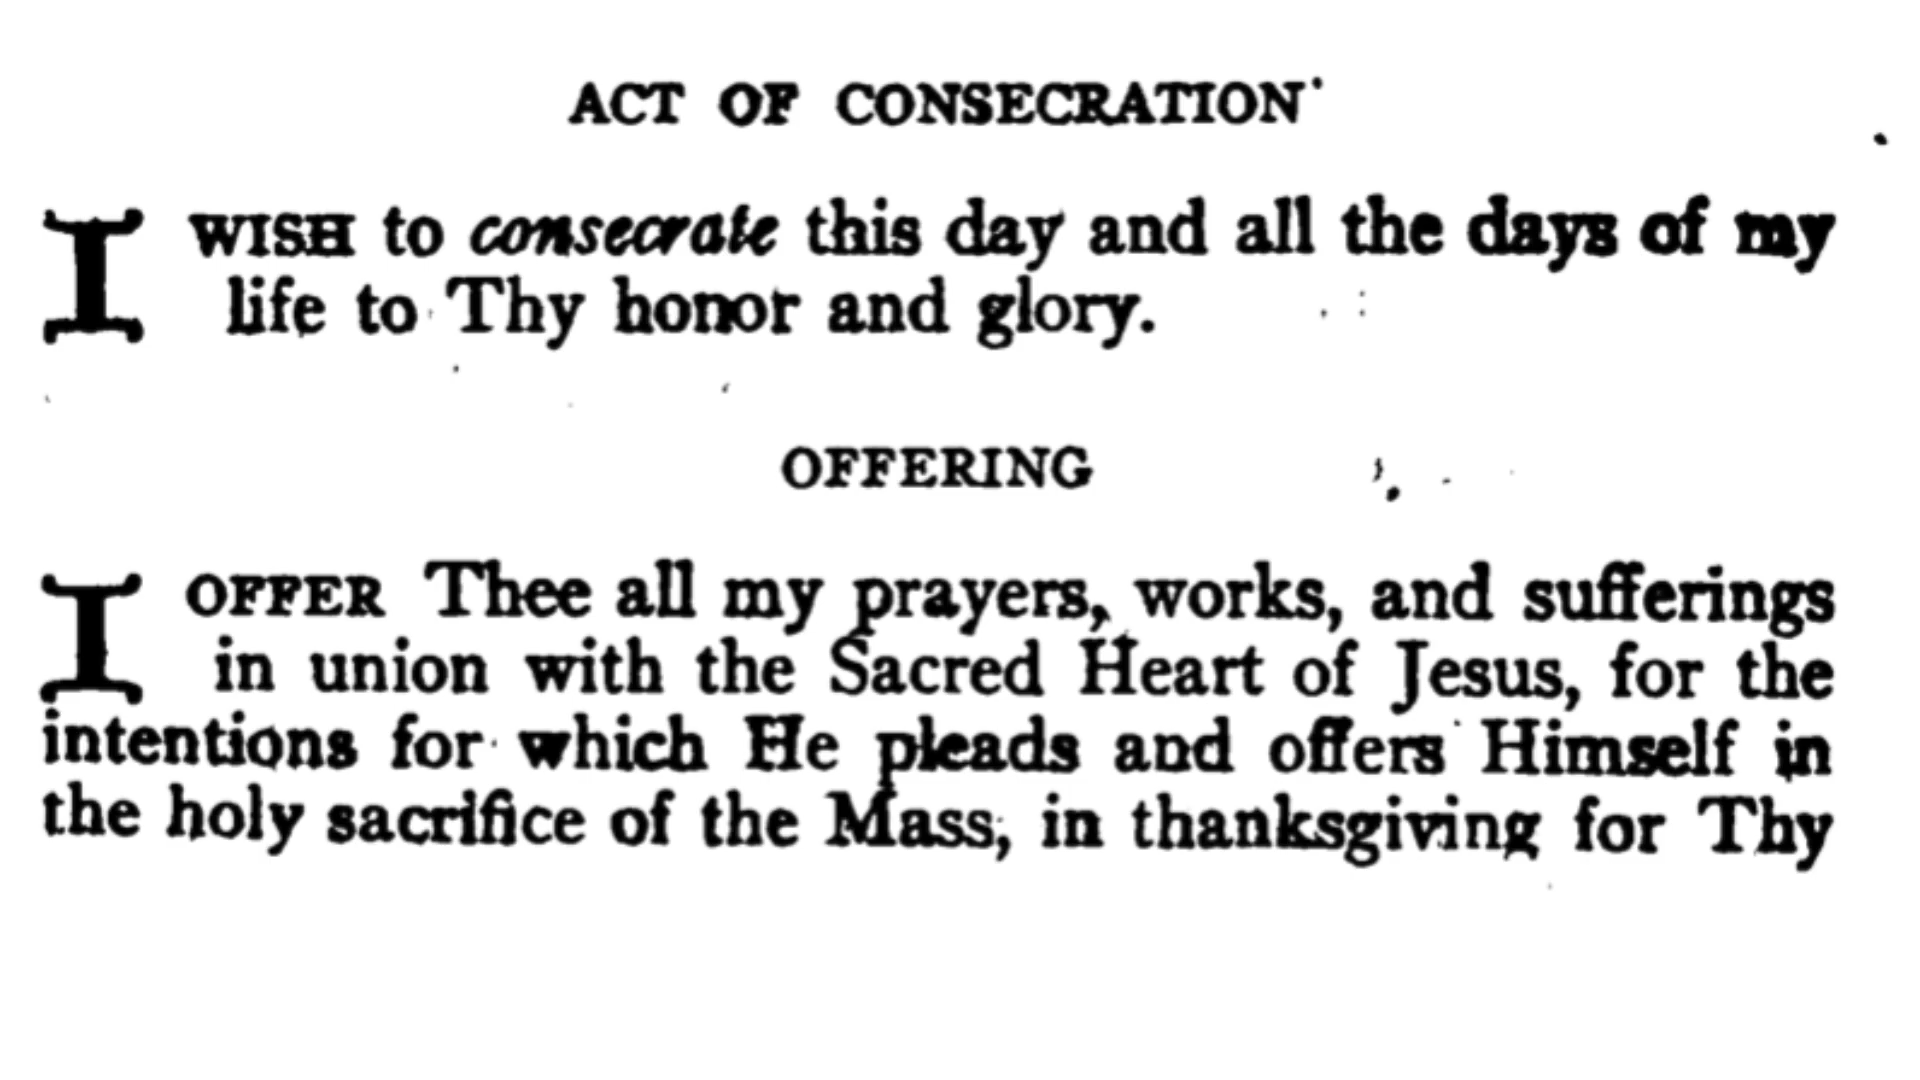 ACT OF CONSECRATION
I WISH to consecrate this day and all the days of my
life to Thy honor and glory.
OFFERING
I OFFER Thee all my prayers, works, and sufferings
in union with the Sacred Heart of Jesus, for the
intentions for which He pleads and offers Himself in
the holy sacrifice of the Mass, in thanksgiving for Thy